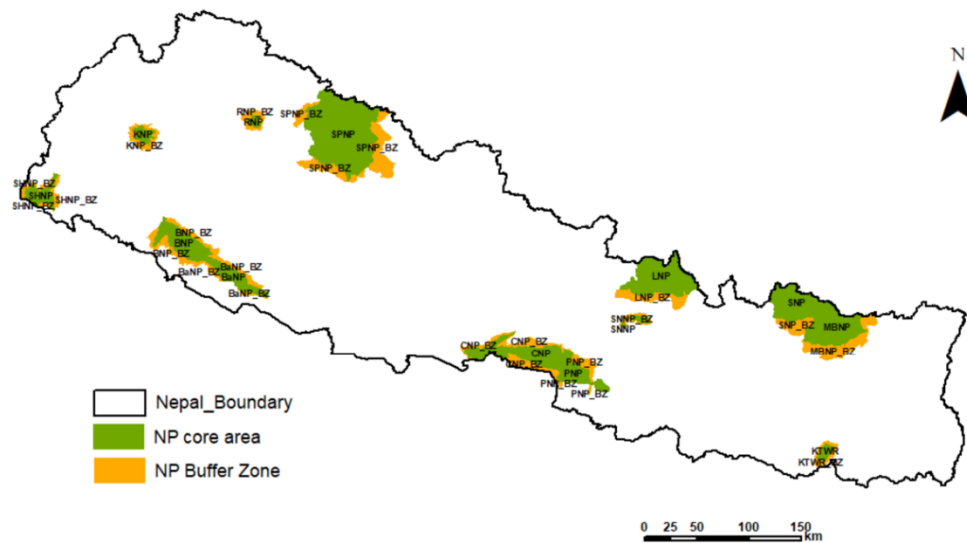 N
RNP_BZ
RNP
SPNP_BZ
SPNP
SPNP_BZ
SPNP_BZ
KNP
KNP_BZ
SHNP_BZ
SHNP
SHNP_BZ
SHNP_BZ
BNP_BZ
BNP
BNP_BZ
BaNP_BZ
BaNP_BZ
BaNP
BaNP_BZ
LNP
LNP_BZ
SNNP_BZ
SNNP
SNP
SNP_BZ
MBNP
MBNP_BZ
CNP_BZ
CNP_BZ
CNP
CNP_BZ
PNP_BZ
PNP
PNP_BZ
PNP_BZ
KTWR
KTWR_BZ
Nepal_Boundary
NP core area
NP Buffer Zone
0 25 50 100 150
km